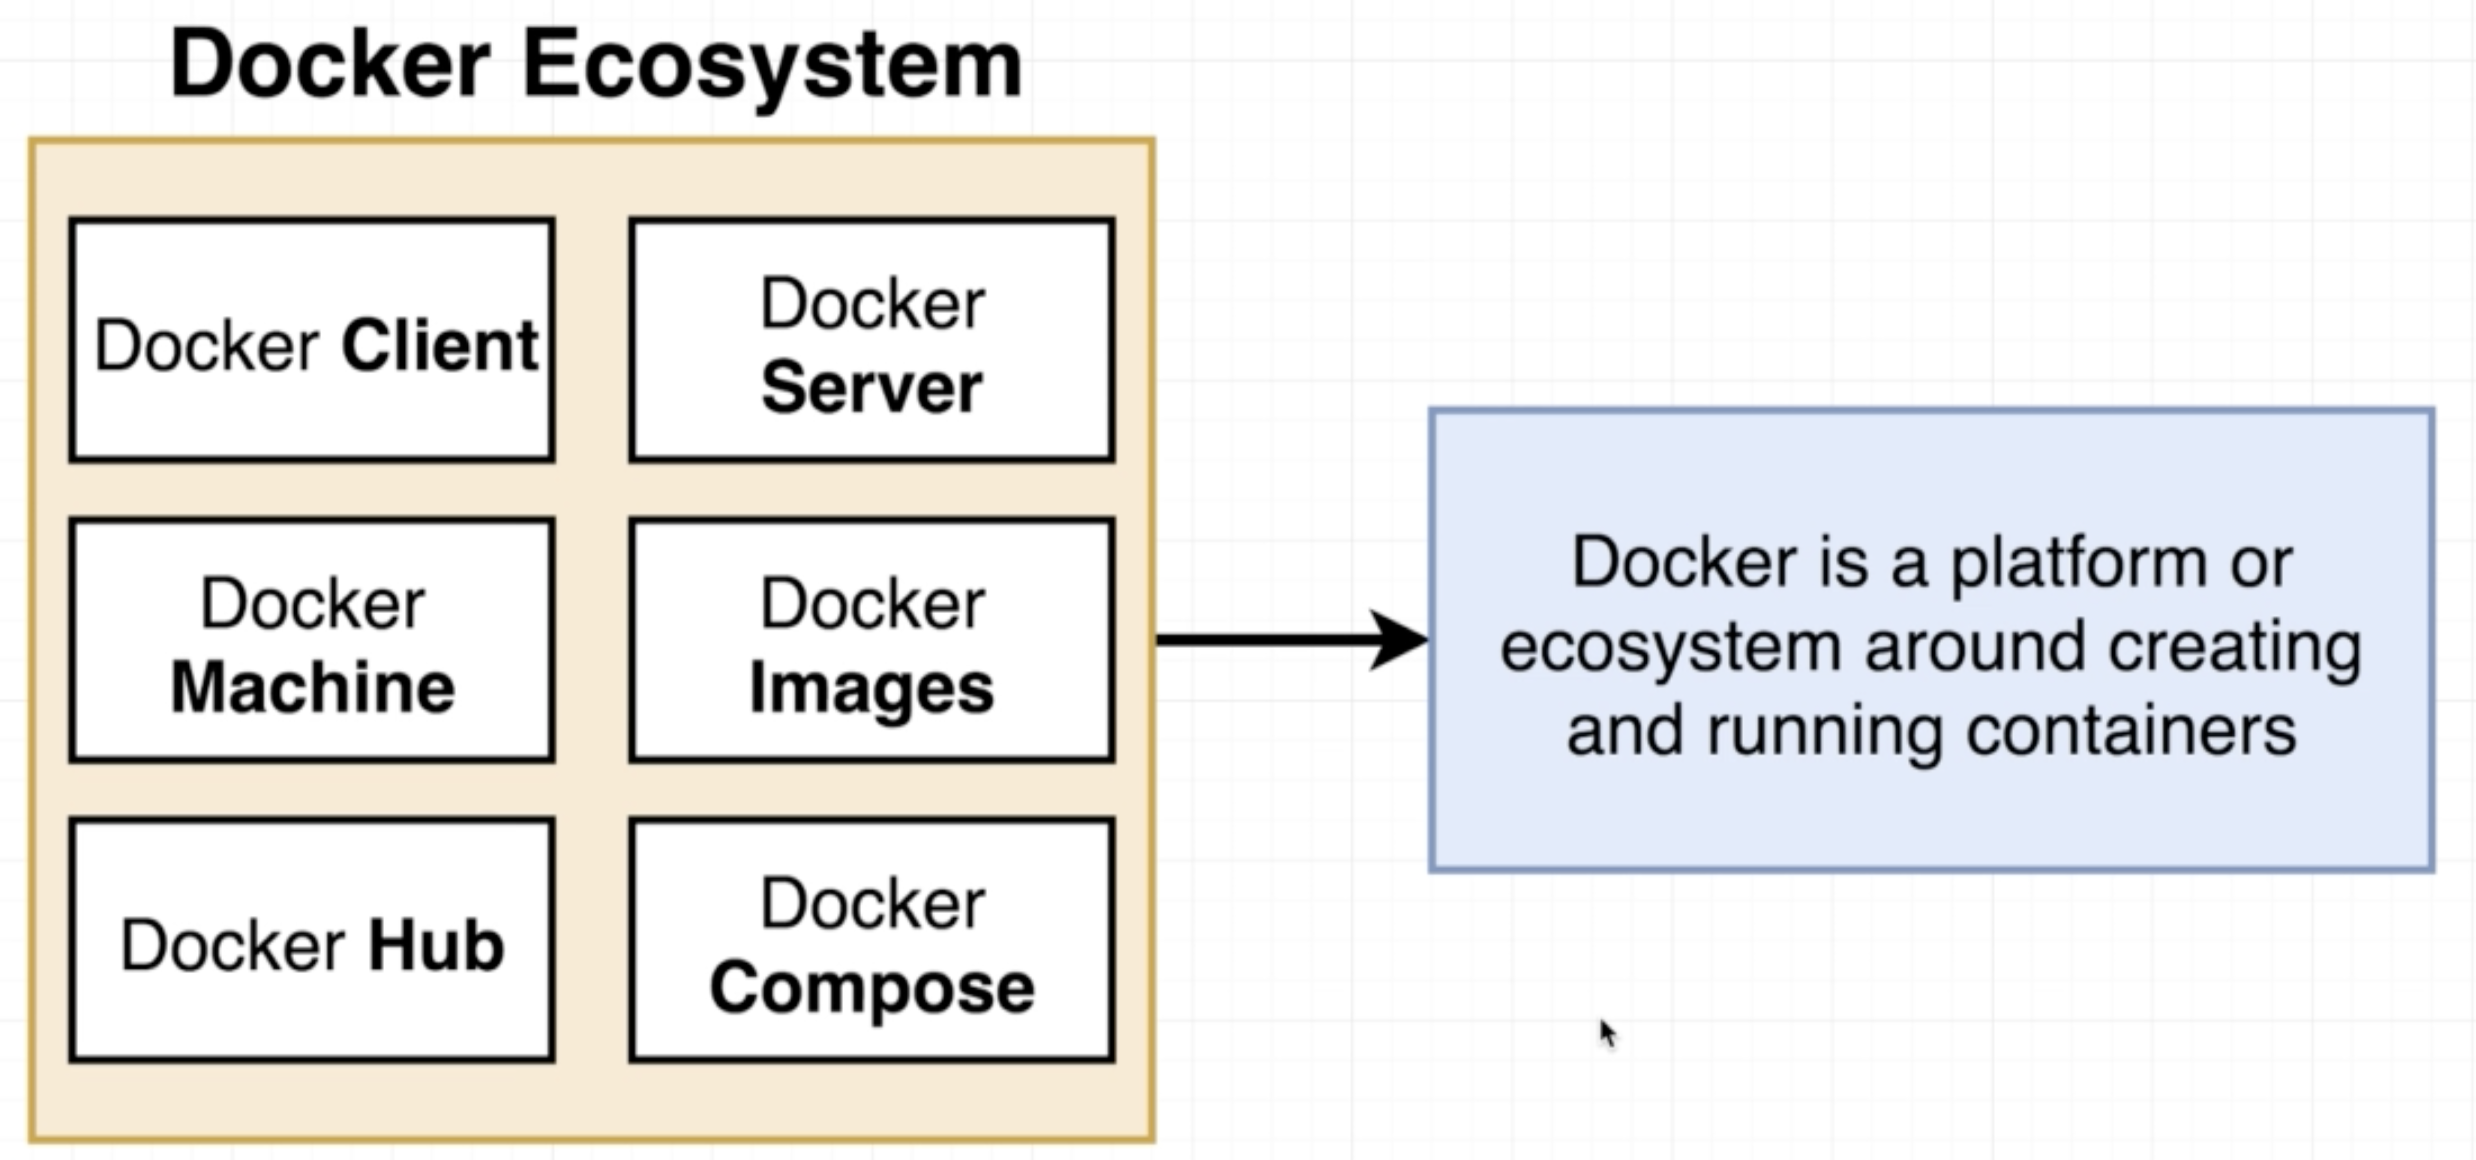 Docker Ecosystem
Docker Client
Docker
Server
Docker
Machine
Docker
Images
Docker Hub
Docker
Compose
Docker is a platform or
ecosystem around creating
and running containers